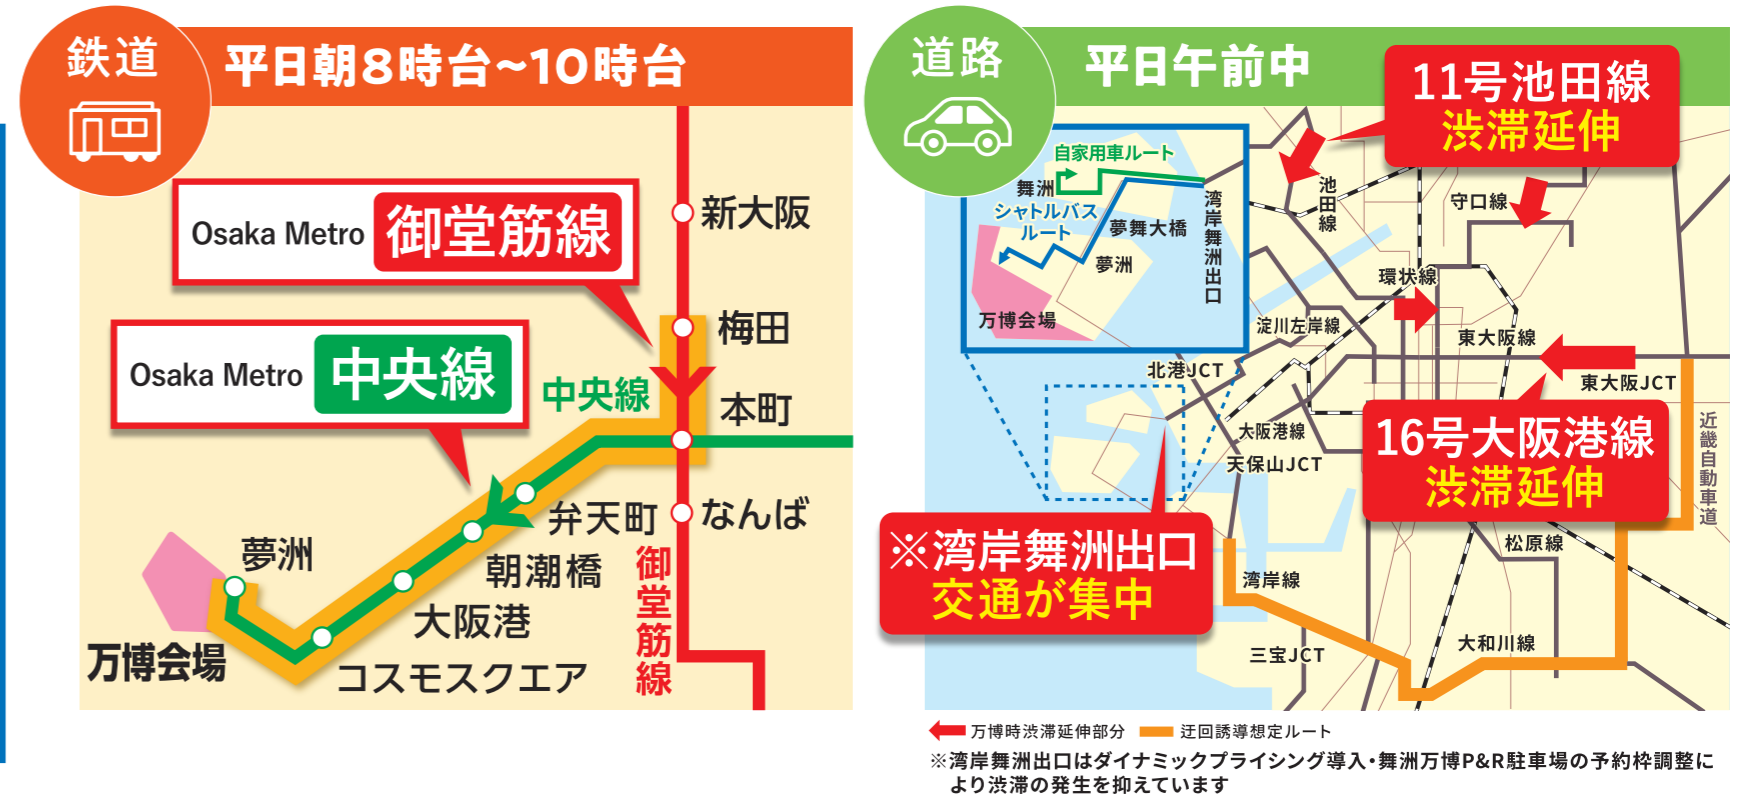 鉄道
平日朝8時台~10時台
Osaka Metro 御堂筋線
新大阪
梅田
Osaka Metro 中央線
中央線
本町
なんば
弁天町
朝潮橋
大阪港
コスモスクエア
夢洲
万博会場
御堂筋線
道路
平日午前中
11号池田線
渋滞延伸
自家用車ルート
舞洲
シャトルバス
ルート
夢舞大橋
夢洲
湾岸舞洲出口
万博会場
池田線
守口線
環状線
淀川左岸線
東大阪線
北港JCT
東大阪JCT
大阪港線
天保山JCT
16号大阪港線
渋滞延伸
近畿自動車道
※湾岸舞洲出口
交通が集中
松原線
湾岸線
三宝JCT
大和川線
万博時渋滞延伸部分
迂回誘導想定ルート
※湾岸舞洲出口はダイナミックプライシング導入・舞洲万博P&R駐車場の予約枠調整に
より渋滞の発生を抑えています